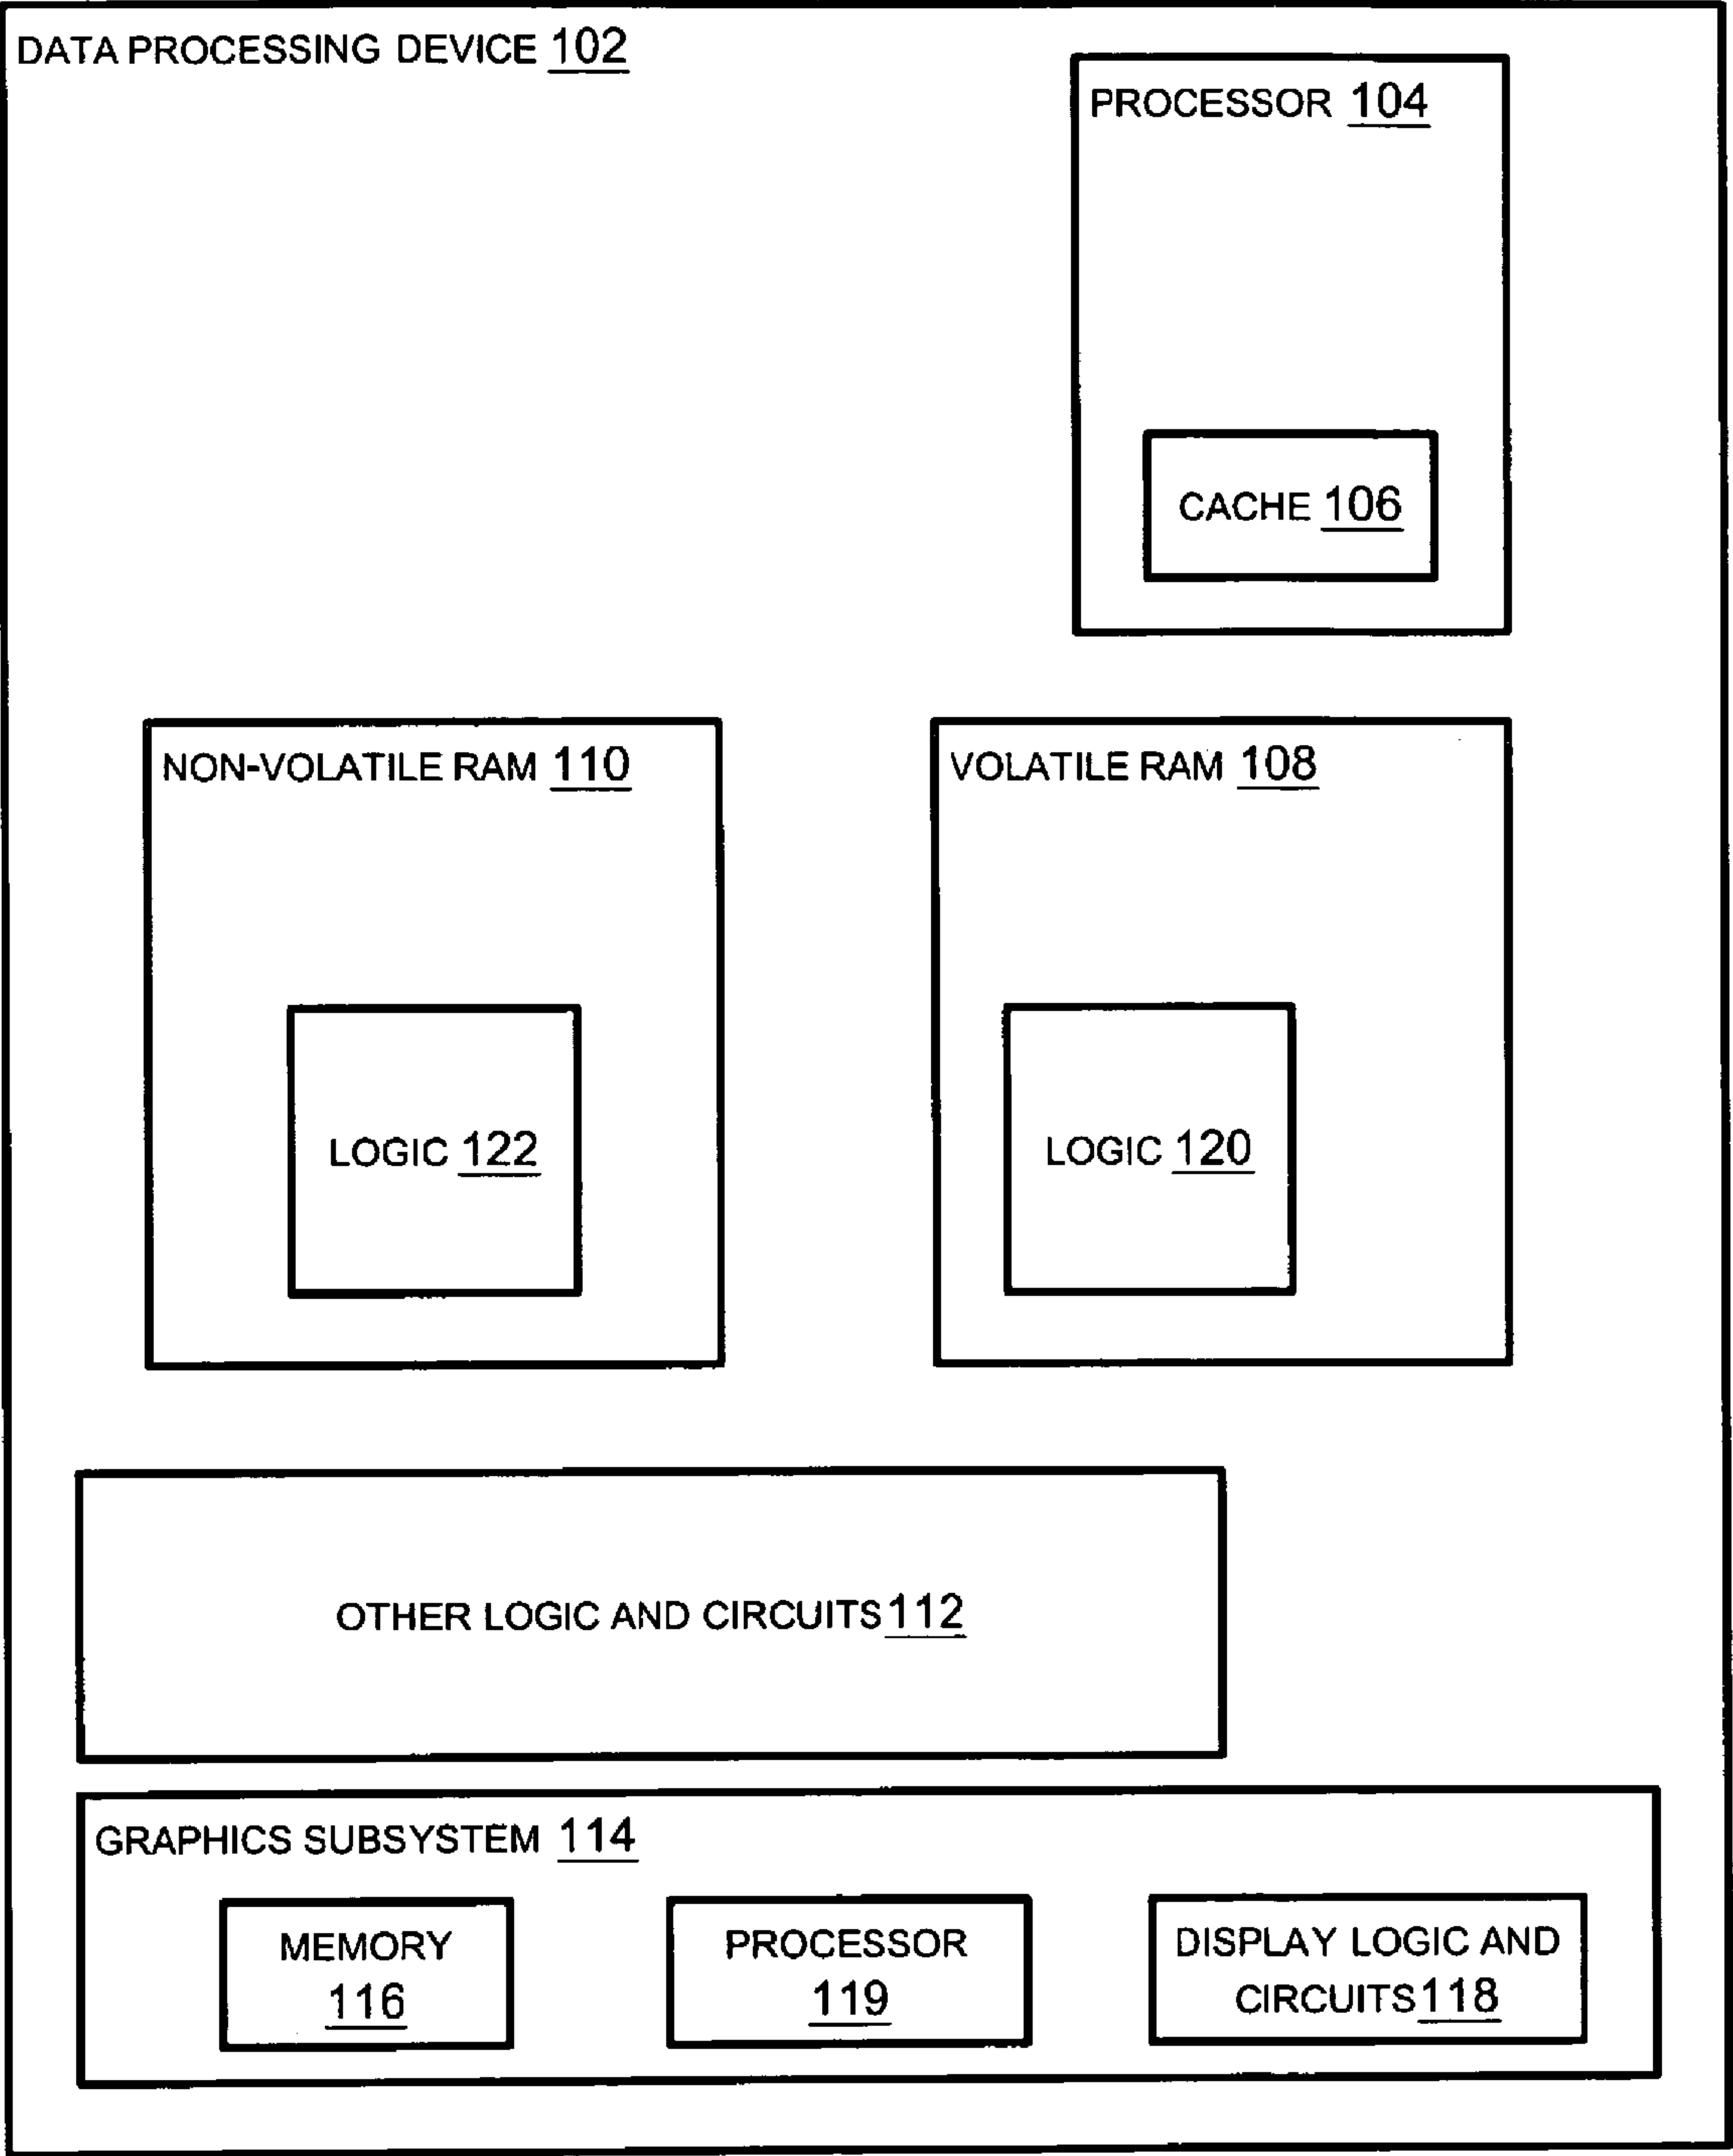 DATA PROCESSING DEVICE 102
PROCESSOR 104
CACHE 106
NON-VOLATILE RAM 110
VOLATILE RAM 108
LOGIC 122
LOGIC 120
OTHER LOGIC AND CIRCUITS 112
GRAPHICS SUBSYSTEM 114
MEMORY
116
PROCESSOR
119
DISPLAY LOGIC AND
CIRCUITS 118